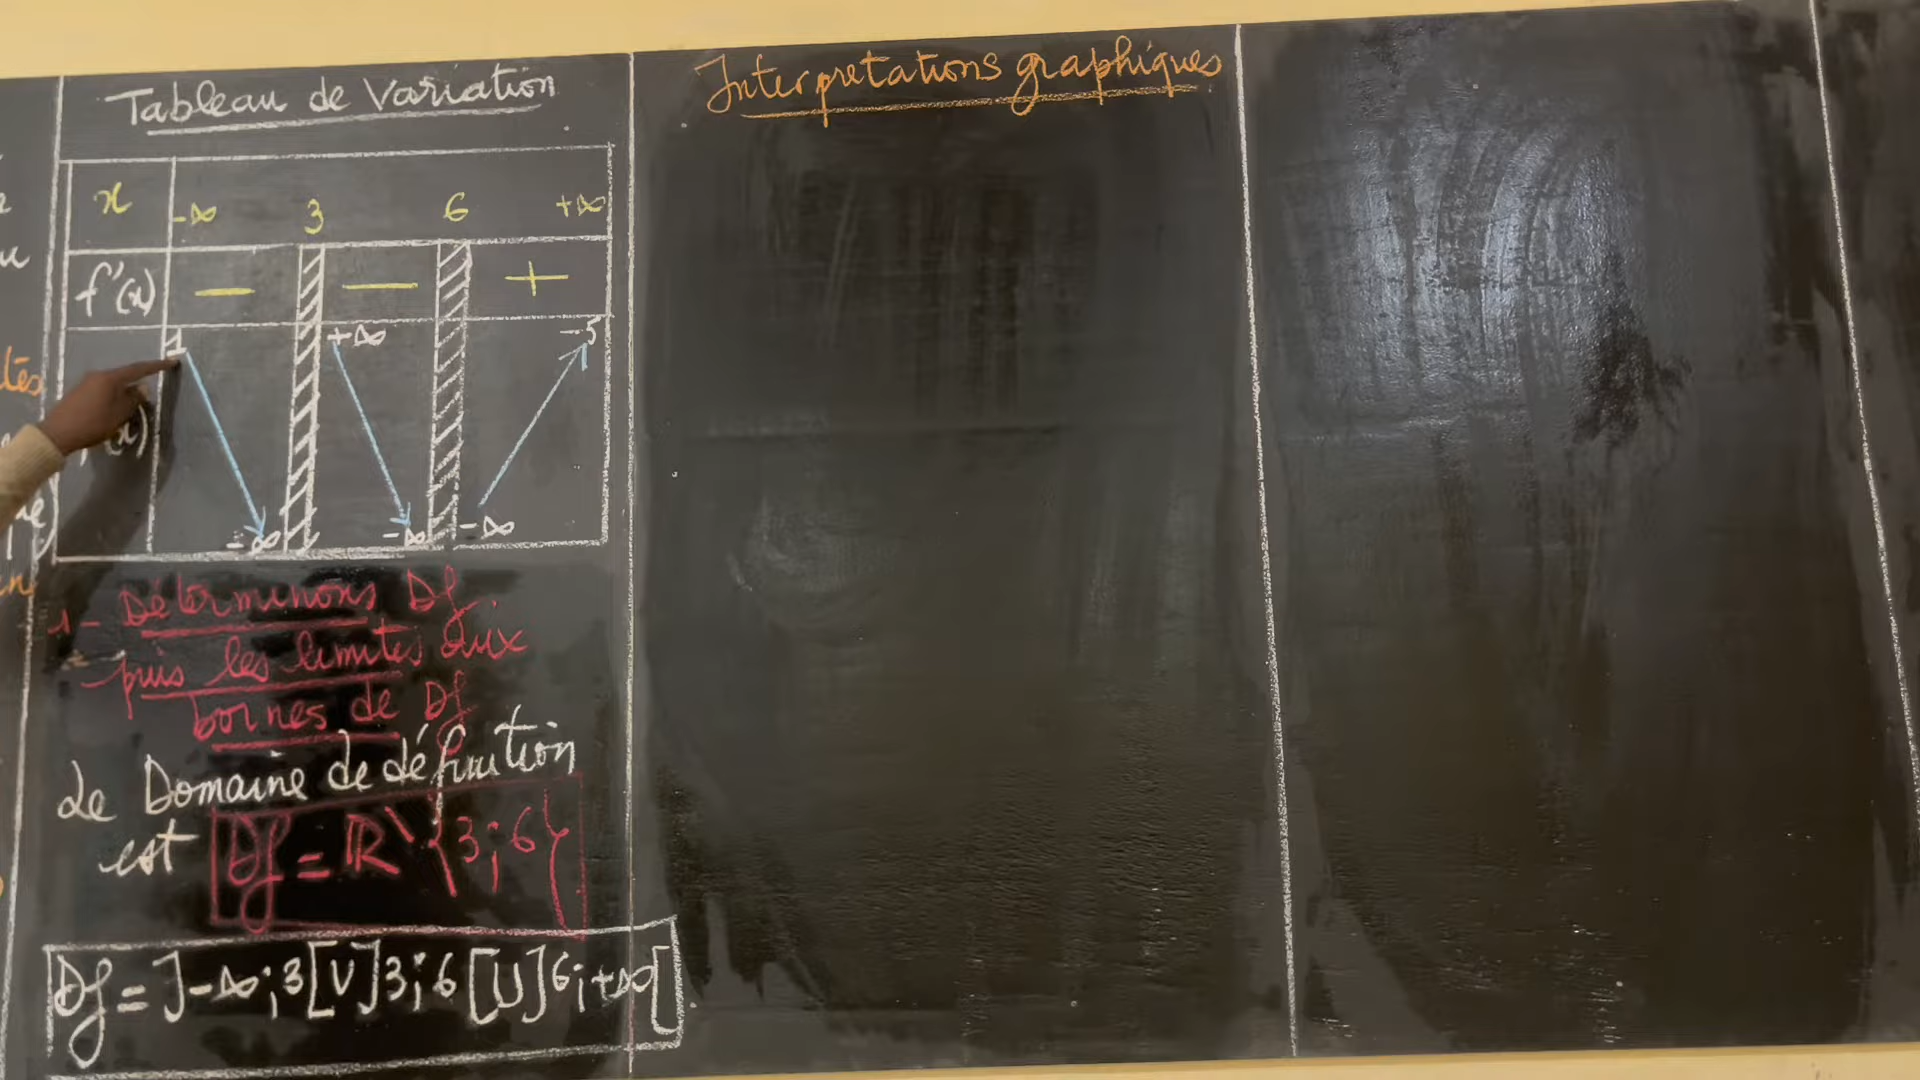 Tableau de Variation
x -∞ 3 6 +∞
f'(x) — — +
+∞ -5
(x)
-∞ -∞ -∞
1- Déterminons Df
puis les limites aux
bornes de Df
Le Domaine de définition
est Df = ℝ \ {3; 6}
Df = ]-∞; 3[U]3; 6[U]6; +∞[
Interpretations graphiques